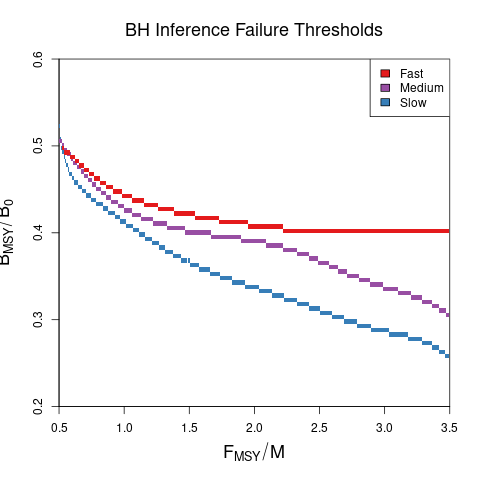 BH Inference Failure Thresholds
Fast
Medium
Slow
0.6
0.5
0.4
0.3
0.2
B_MSY/B_0
0.5 1.0 1.5 2.0 2.5 3.0 3.5
F_MSY/M